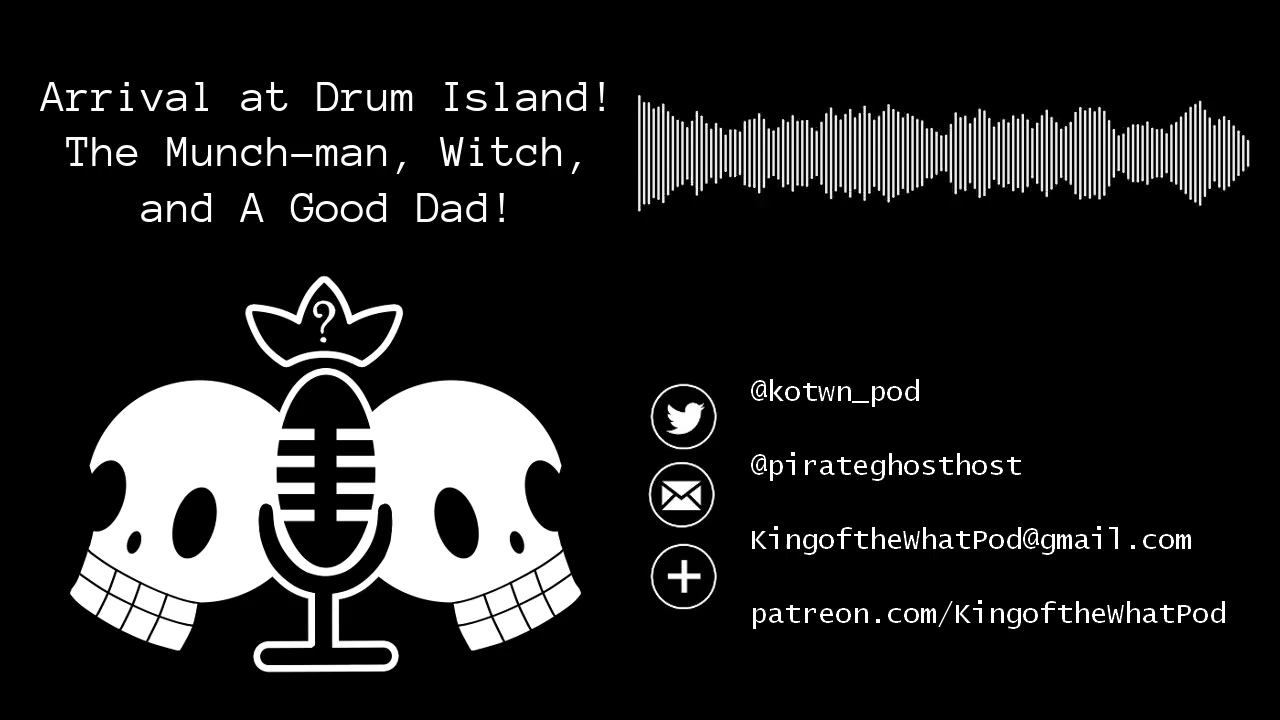 Arrival at Drum Island!
The Munch-man, Witch,
and A Good Dad!
?
@kotwn_pod
@pirateghosthost
KingoftheWhatPod@gmail.com
patreon.com/KingoftheWhatPod